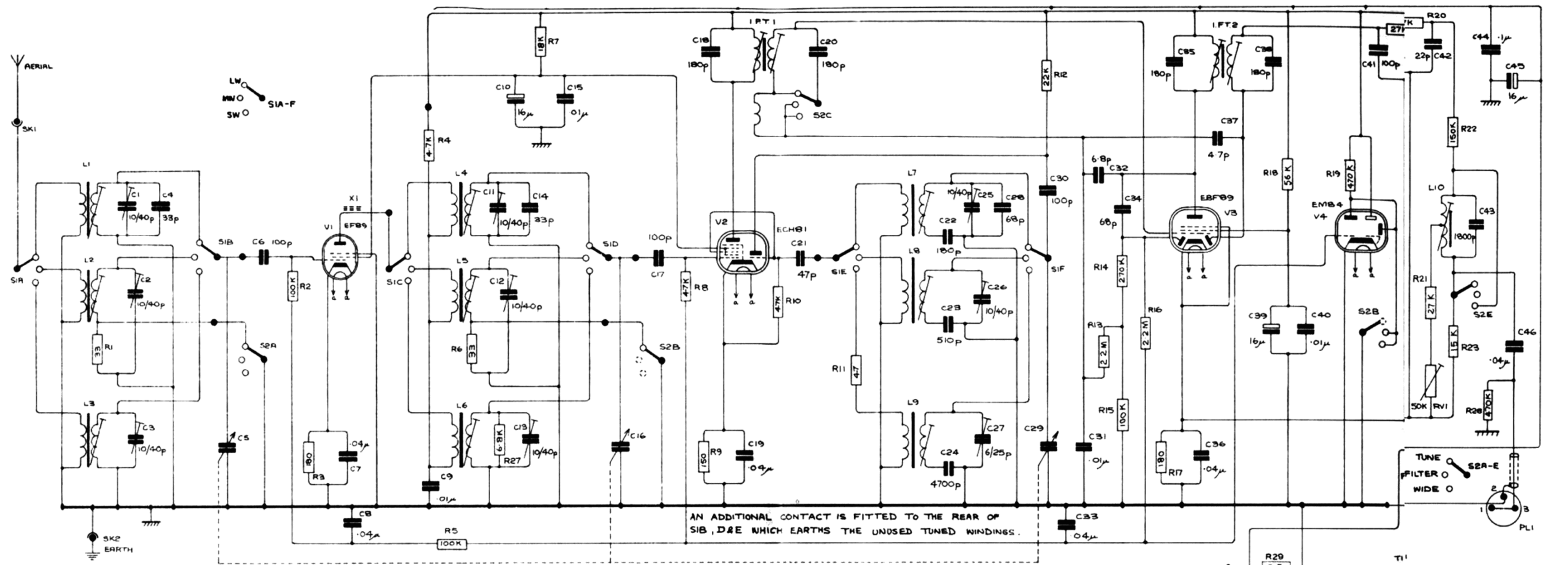 AERIAL
SK1
LW
MW
SW
S1A-F
L1
C1
10/40p
C4
33p
L2
C2
10/40p
R1
33
L3
C3
10/40p
S1A
S1B
S2A
C5
C6
100p
R2
100K
X1
V1
EF89
P P
R3
180
.04µ
C7
C8
.04µ
R5
100K
SK2
EARTH
R7
18K
C10
16µ
C15
.01µ
R4
4.7K
S1C
L4
C11
10/40p
C14
33p
L5
C12
10/40p
R6
33
L6
6.8K
R27
C13
10/40p
C9
.01µ
S1D
S2B
C16
100p
C17
R8
47K
I.FT1
C18
180p
C20
180p
S2C
V2
ECH81
P P
R10
47K
C21
47p
R9
150
C19
.04µ
S1E
R11
47
L7
10/40p
C25
C28
68p
C22
180p
L8
C26
10/40p
C23
510p
L9
C27
6/25p
C24
4700p
S1F
C29
R12
22K
C30
100p
AN ADDITIONAL CONTACT IS FITTED TO THE REAR OF
S1B, D&E WHICH EARTHS THE UNUSED TUNED WINDINGS.
C31
.01µ
C33
.04µ
6.8p
C32
C34
68p
R14
270K
R13
2.2M
R15
100K
R16
2.2M
I.FT2
C35
180p
C38
180p
C37
4.7p
EBF89
V3
P P
R17
180
C36
.04µ
R18
56K
C39
16µ
C40
.01µ
R19
470K
EM84
V4
P P
S2B
27K
R20
C41
100p
22p
C42
C44
.1µ
C45
16µ
R22
150K
L10
C43
1800p
R21
27K
S2E
R23
15K
50K
RV1
C46
.04µ
R28
470K
TUNE
FILTER
WIDE
S2A-E
1
2
3
PL1
R29